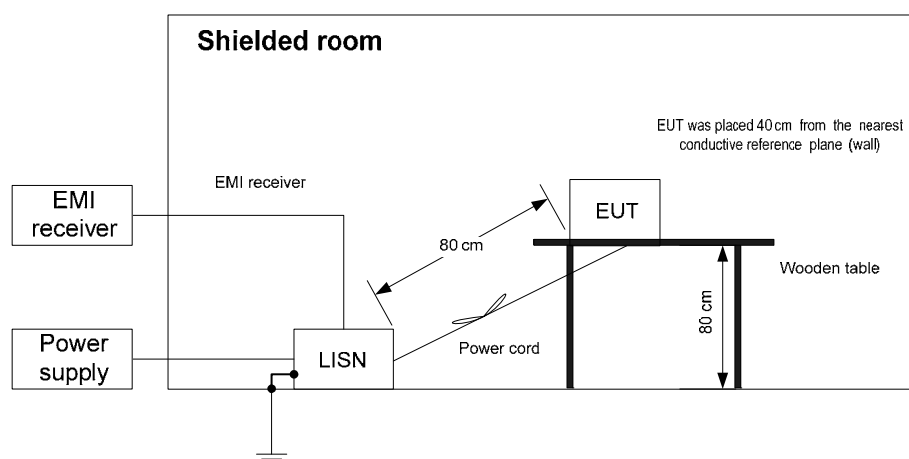 Shielded room
EUT was placed 40 cm from the nearest
conductive reference plane (wall)
EMI receiver
EMI
receiver
EUT
80 cm
Wooden table
80 cm
Power
supply
LISN
Power cord